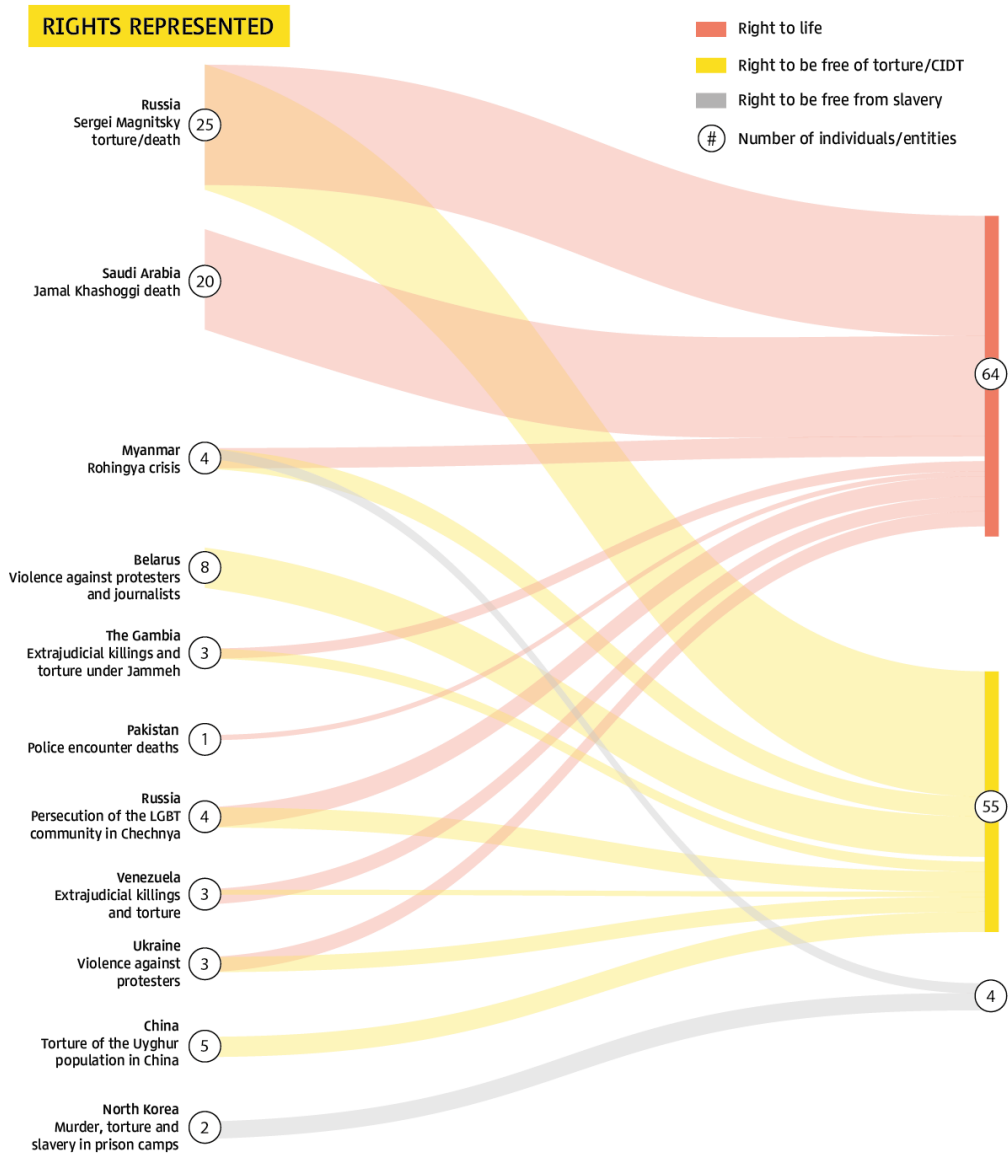 RIGHTS REPRESENTED
Right to life
Right to be free of torture/CIDT
Right to be free from slavery
# Number of individuals/entities
Russia
Sergei Magnitsky
torture/death
25
Saudi Arabia
Jamal Khashoggi death
20
64
Myanmar
Rohingya crisis
4
Belarus
Violence against protesters
and journalists
8
The Gambia
Extrajudicial killings and
torture under Jammeh
3
Pakistan
Police encounter deaths
1
Russia
Persecution of the LGBT
community in Chechnya
4
55
Venezuela
Extrajudicial killings
and torture
3
Ukraine
Violence against
protesters
3
4
China
Torture of the Uyghur
population in China
5
North Korea
Murder, torture and
slavery in prison camps
2